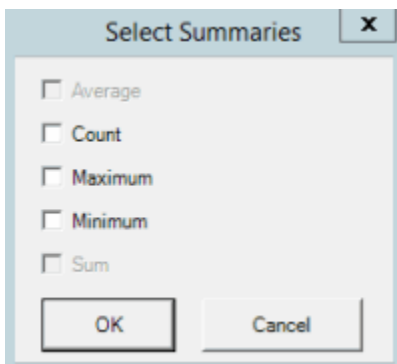 Select Summaries x
Average
Count
Maximum
Minimum
Sum
OK Cancel